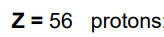 Z = 56 protons: